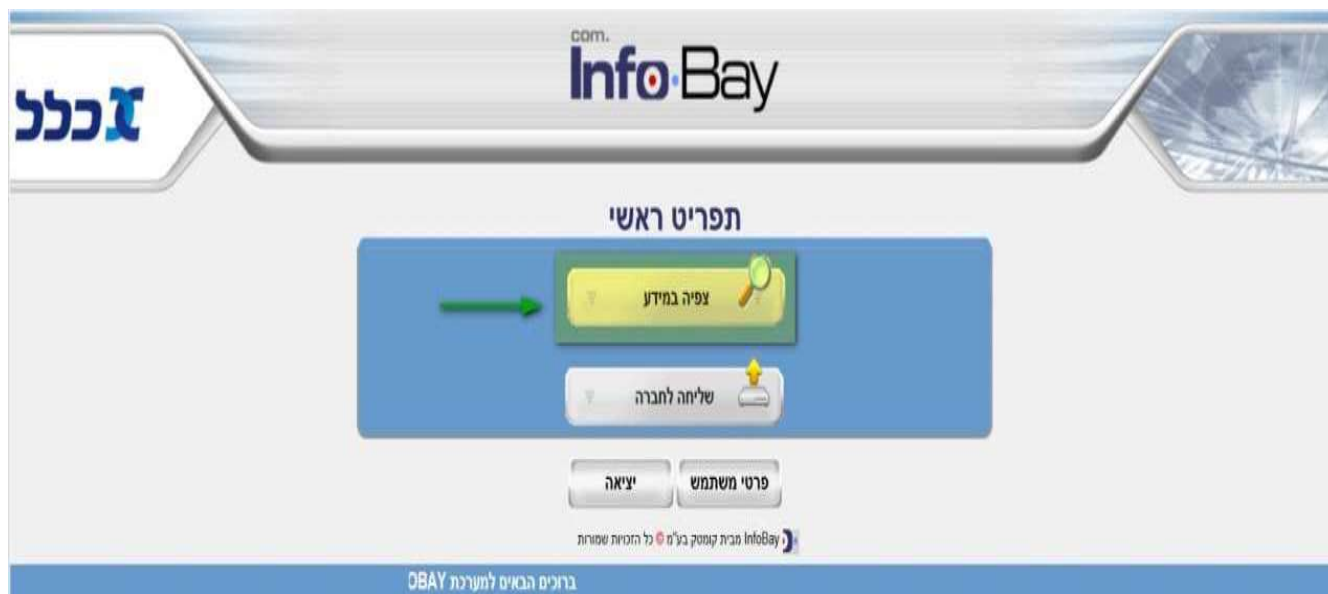 com.
Info Bay
כלל
תפריט ראשי
צפיה במידע
שליחה לחברה
פרטי משתמש
יציאה
InfoBay מבית קומטק בע"מ © כל הזכויות שמורות
ברוכים הבאים למערכת OBAY